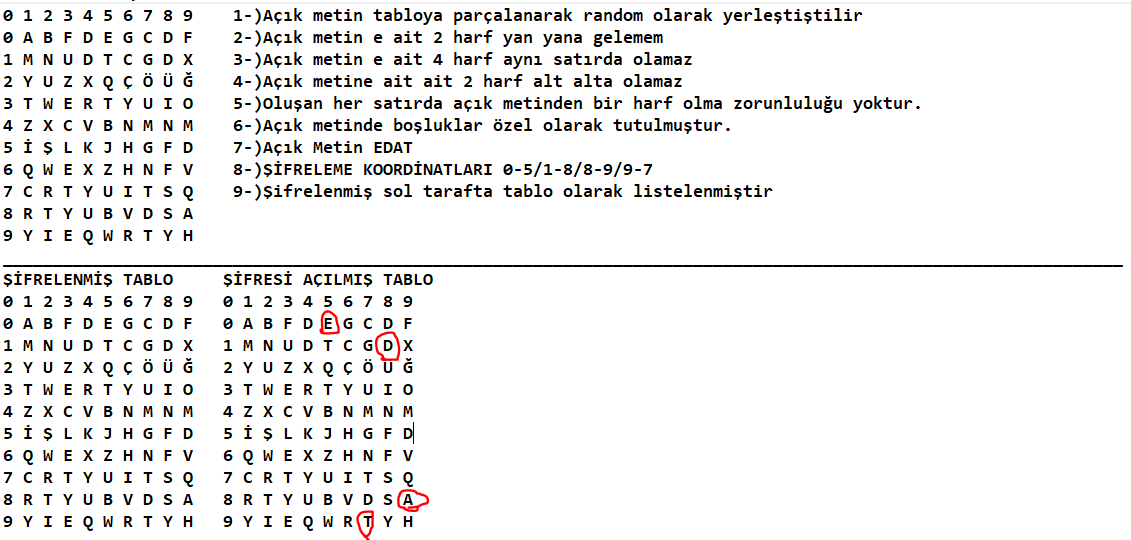 0 1 2 3 4 5 6 7 8 9 1-)Açık metin tabloya parçalanarak random olarak yerleştiştilir
0 A B F D E G C D F 2-)Açık metin e ait 2 harf yan yana gelemem
1 M N U D T C G D X 3-)Açık metin e ait 4 harf aynı satırda olamaz
2 Y U Z X Q Ç Ö Ü Ğ 4-)Açık metine ait ait 2 harf alt alta olamaz
3 T W E R T Y U I O 5-)Oluşan her satırda açık metinden bir harf olma zorunluluğu yoktur.
4 Z X C V B N M N M 6-)Açık metinde boşluklar özel olarak tutulmuştur.
5 İ Ş L K J H G F D 7-)Açık Metin EDAT
6 Q W E X Z H N F V 8-)ŞİFRELEME KOORDİNATLARI 0-5/1-8/8-9/9-7
7 C R T Y U I T S Q 9-)Şifrelenmiş sol tarafta tablo olarak listelenmiştir
8 R T Y U B V D S A
9 Y I E Q W R T Y H
ŞİFRELENMİŞ TABLO ŞİFRESİ AÇILMIŞ TABLO
0 1 2 3 4 5 6 7 8 9 0 1 2 3 4 5 6 7 8 9
0 A B F D E G C D F 0 A B F D E G C D F
1 M N U D T C G D X 1 M N U D T C G D X
2 Y U Z X Q Ç Ö Ü Ğ 2 Y U Z X Q Ç Ö Ü Ğ
3 T W E R T Y U I O 3 T W E R T Y U I O
4 Z X C V B N M N M 4 Z X C V B N M N M
5 İ Ş L K J H G F D 5 İ Ş L K J H G F D
6 Q W E X Z H N F V 6 Q W E X Z H N F V
7 C R T Y U I T S Q 7 C R T Y U I T S Q
8 R T Y U B V D S A 8 R T Y U B V D S A
9 Y I E Q W R T Y H 9 Y I E Q W R T Y H